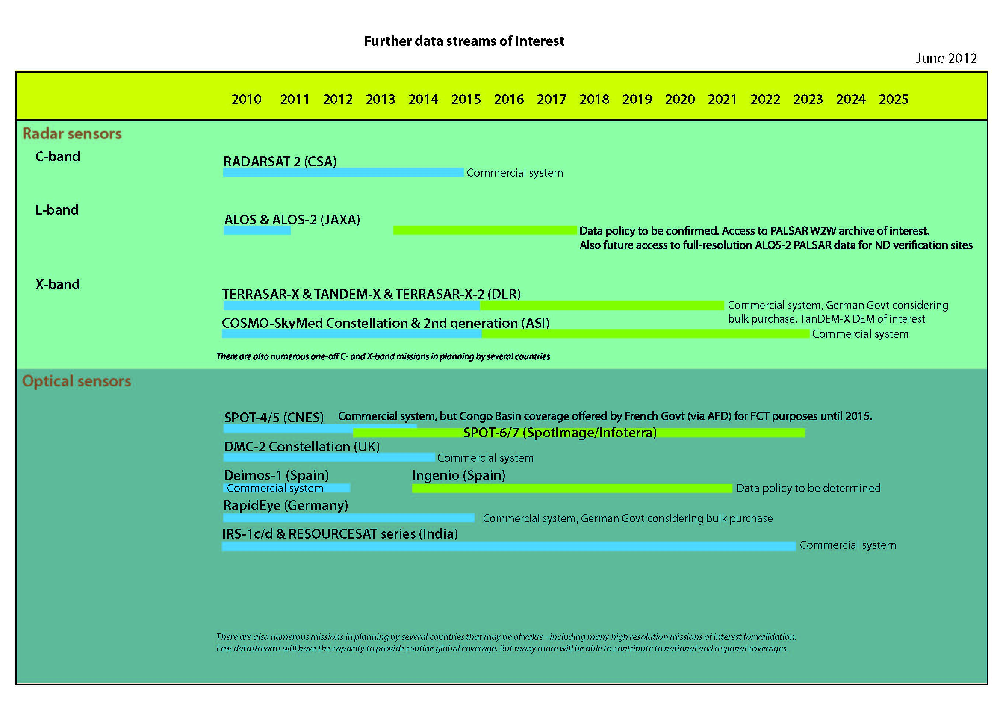 Further data streams of interest
June 2012
2010 2011 2012 2013 2014 2015 2016 2017 2018 2019 2020 2021 2022 2023 2024 2025
Radar sensors
C-band
RADARSAT 2 (CSA)
Commercial system
L-band
ALOS & ALOS-2 (JAXA)
Data policy to be confirmed. Access to PALSAR W2W archive of interest.
Also future access to full-resolution ALOS-2 PALSAR data for ND verification sites
X-band
TERRASAR-X & TANDEM-X & TERRASAR-X-2 (DLR)
Commercial system, German Govt considering
bulk purchase, TanDEM-X DEM of interest
COSMO-SkyMed Constellation & 2nd generation (ASI)
Commercial system
There are also numerous one-off C- and X-band missions in planning by several countries
Optical sensors
SPOT-4/5 (CNES) Commercial system, but Congo Basin coverage offered by French Govt (via AFD) for FCT purposes until 2015.
SPOT-6/7 (SpotImage/Infoterra)
DMC-2 Constellation (UK)
Commercial system
Deimos-1 (Spain) Ingenio (Spain)
Commercial system Data policy to be determined
RapidEye (Germany)
Commercial system, German Govt considering bulk purchase
IRS-1c/d & RESOURCESAT series (India)
Commercial system
There are also numerous missions in planning by several countries that may be of value - including many high resolution missions of interest for validation.
Few datastreams will have the capacity to provide routine global coverage. But many more will be able to contribute to national and regional coverages.